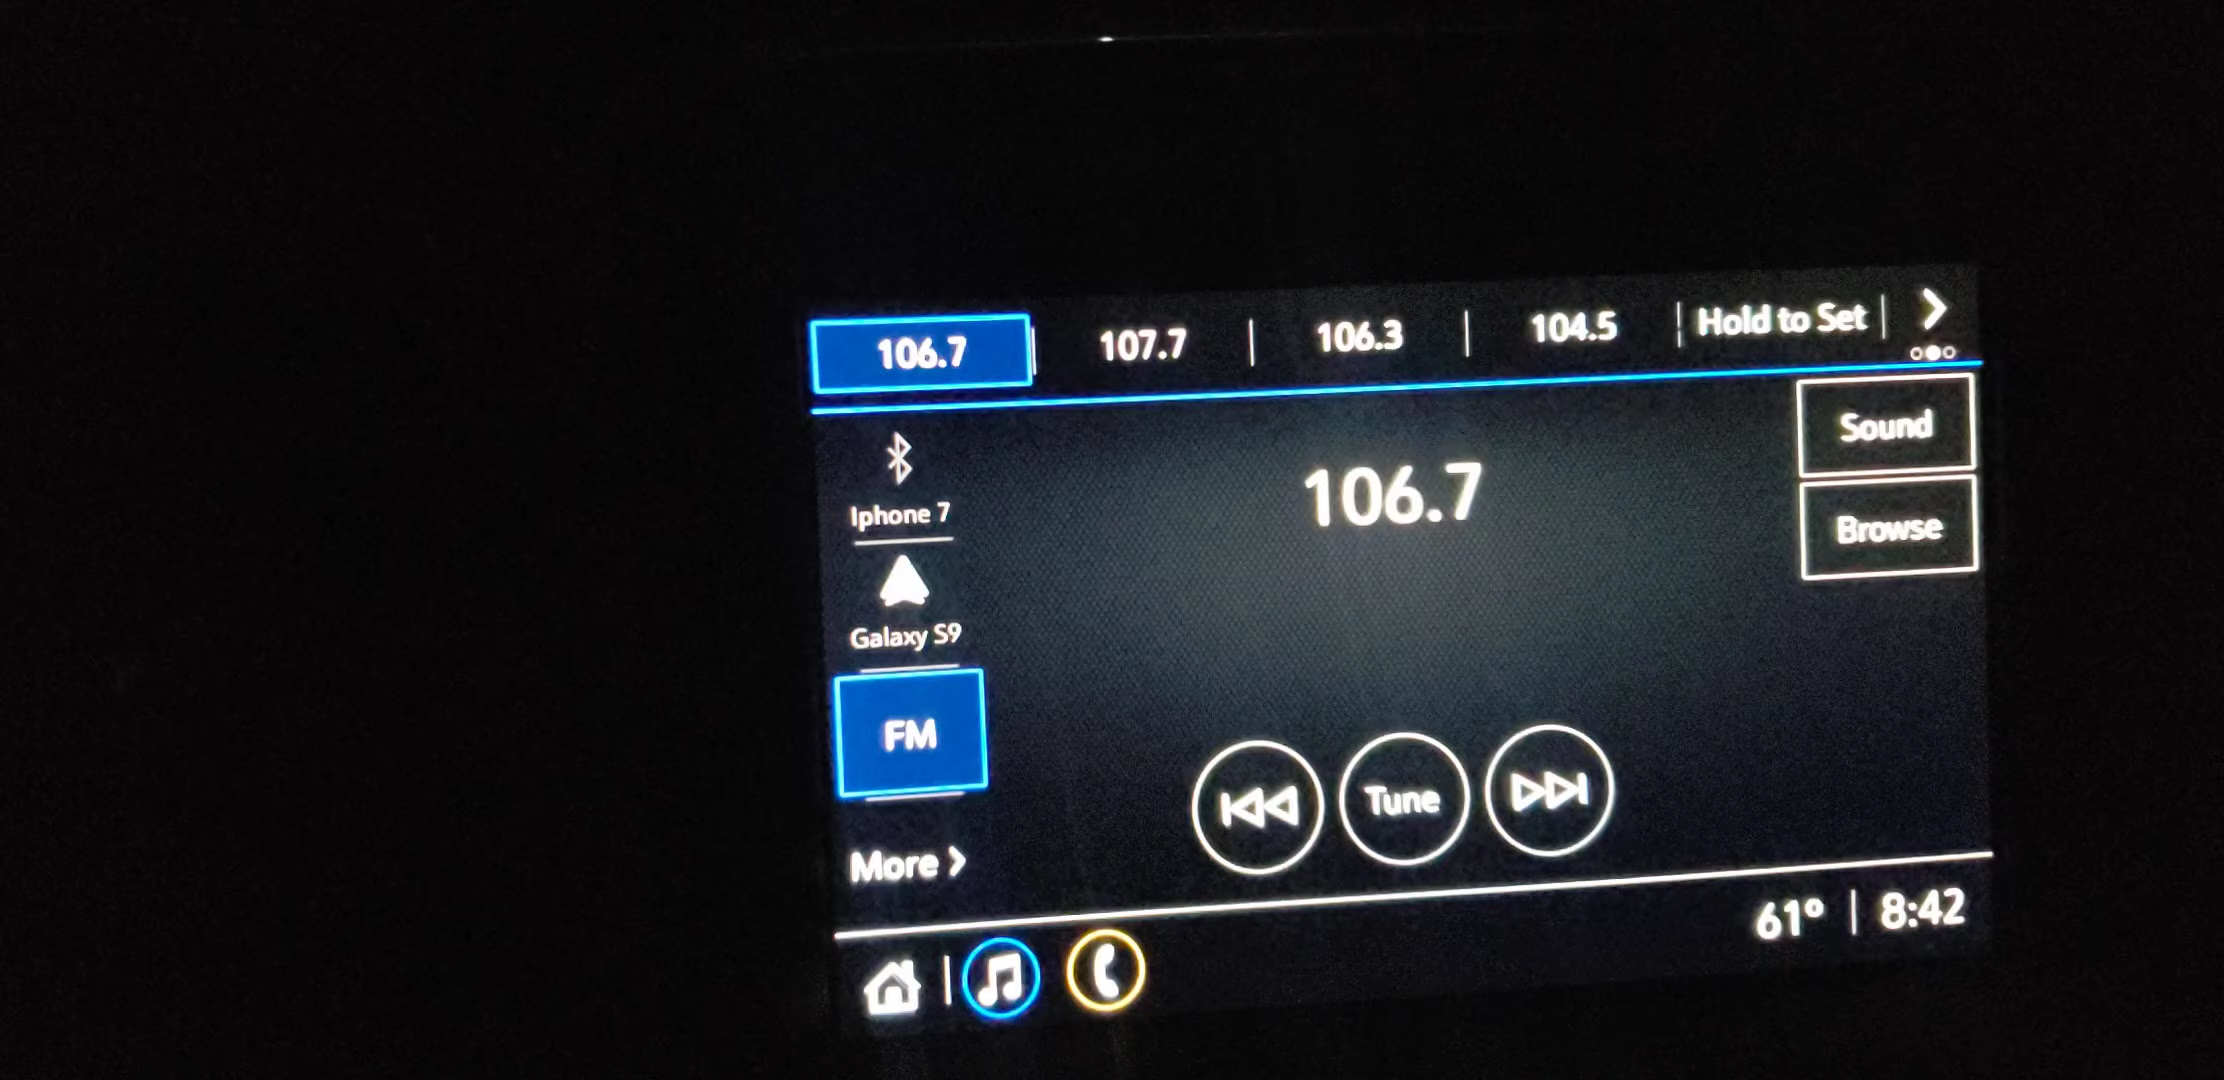 106.7 107.7 106.3 104.5 Hold to Set
Iphone 7
106.7
Sound
Browse
Galaxy S9
FM
Tune
More
61° 8:42